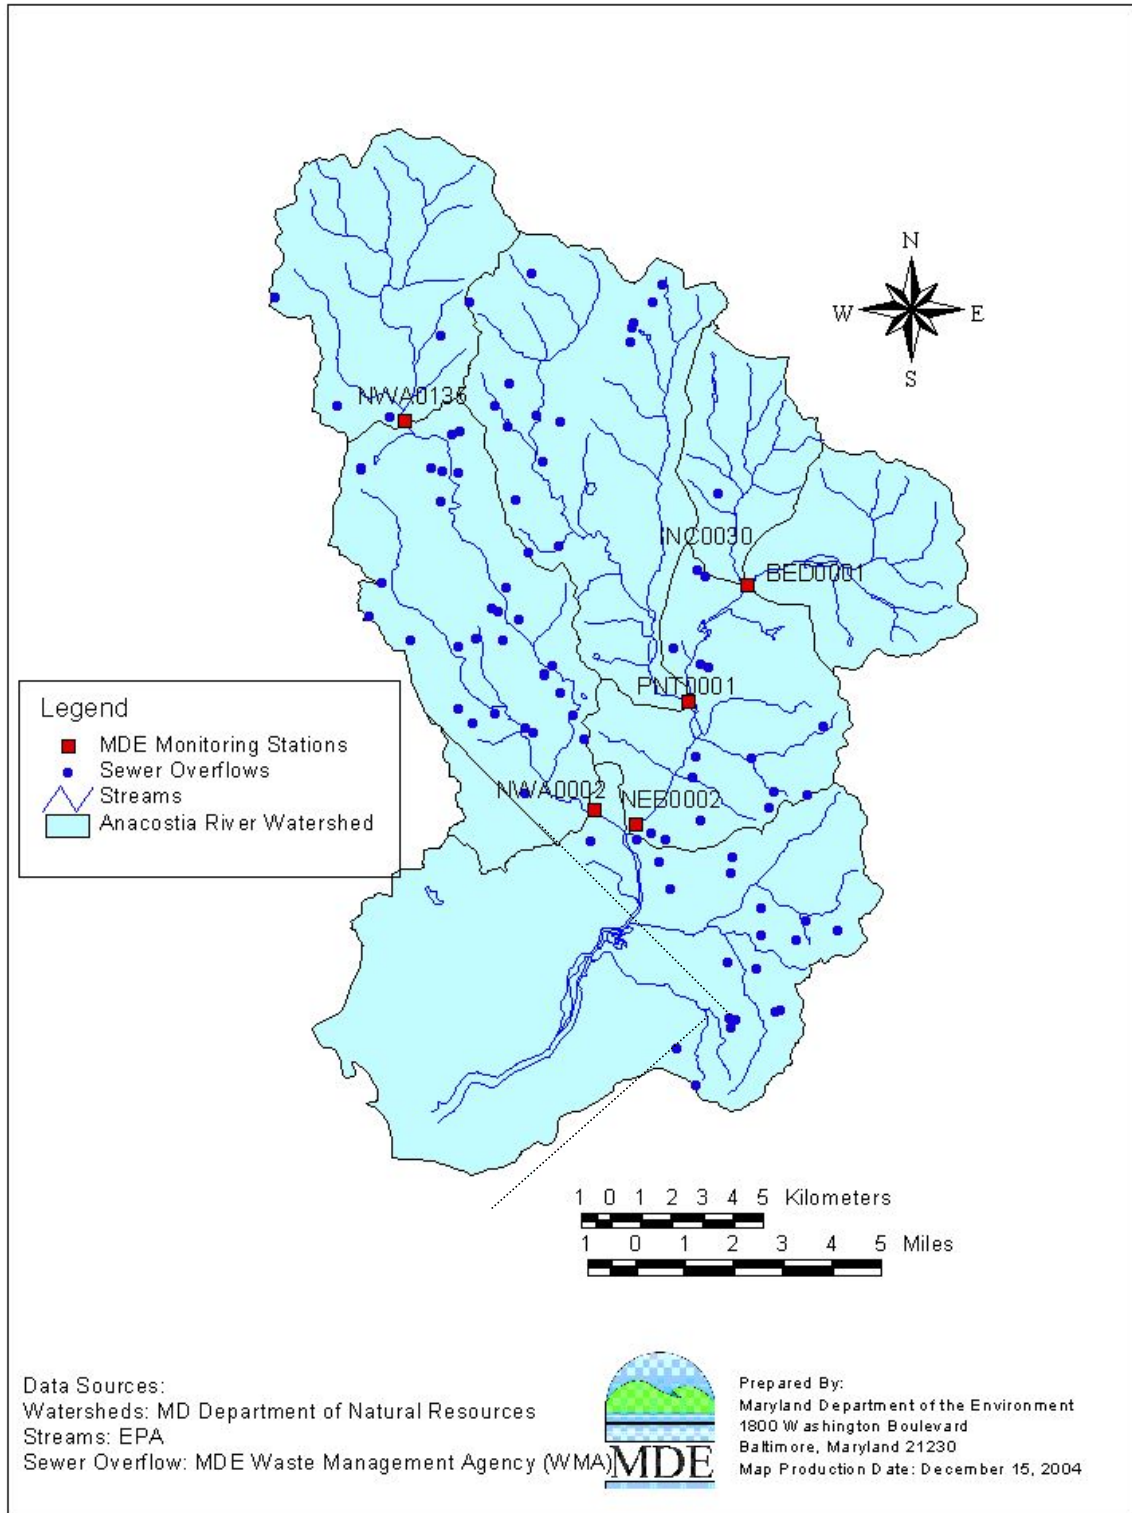 N
W
E
S
NWA0135
INC0030
BED0001
PNT0001
NWA0002
NEB0002
Legend
MDE Monitoring Stations
Sewer Overflows
Streams
Anacostia River Watershed
1 0 1 2 3 4 5 Kilometers
1 0 1 2 3 4 5 Miles
Data Sources:
Watersheds: MD Department of Natural Resources
Streams: EPA
Sewer Overflow: MDE Waste Management Agency (WMA)
MDE
Prepared By:
Maryland Department of the Environment
1800 Washington Boulevard
Baltimore, Maryland 21230
Map Production Date: December 15, 2004